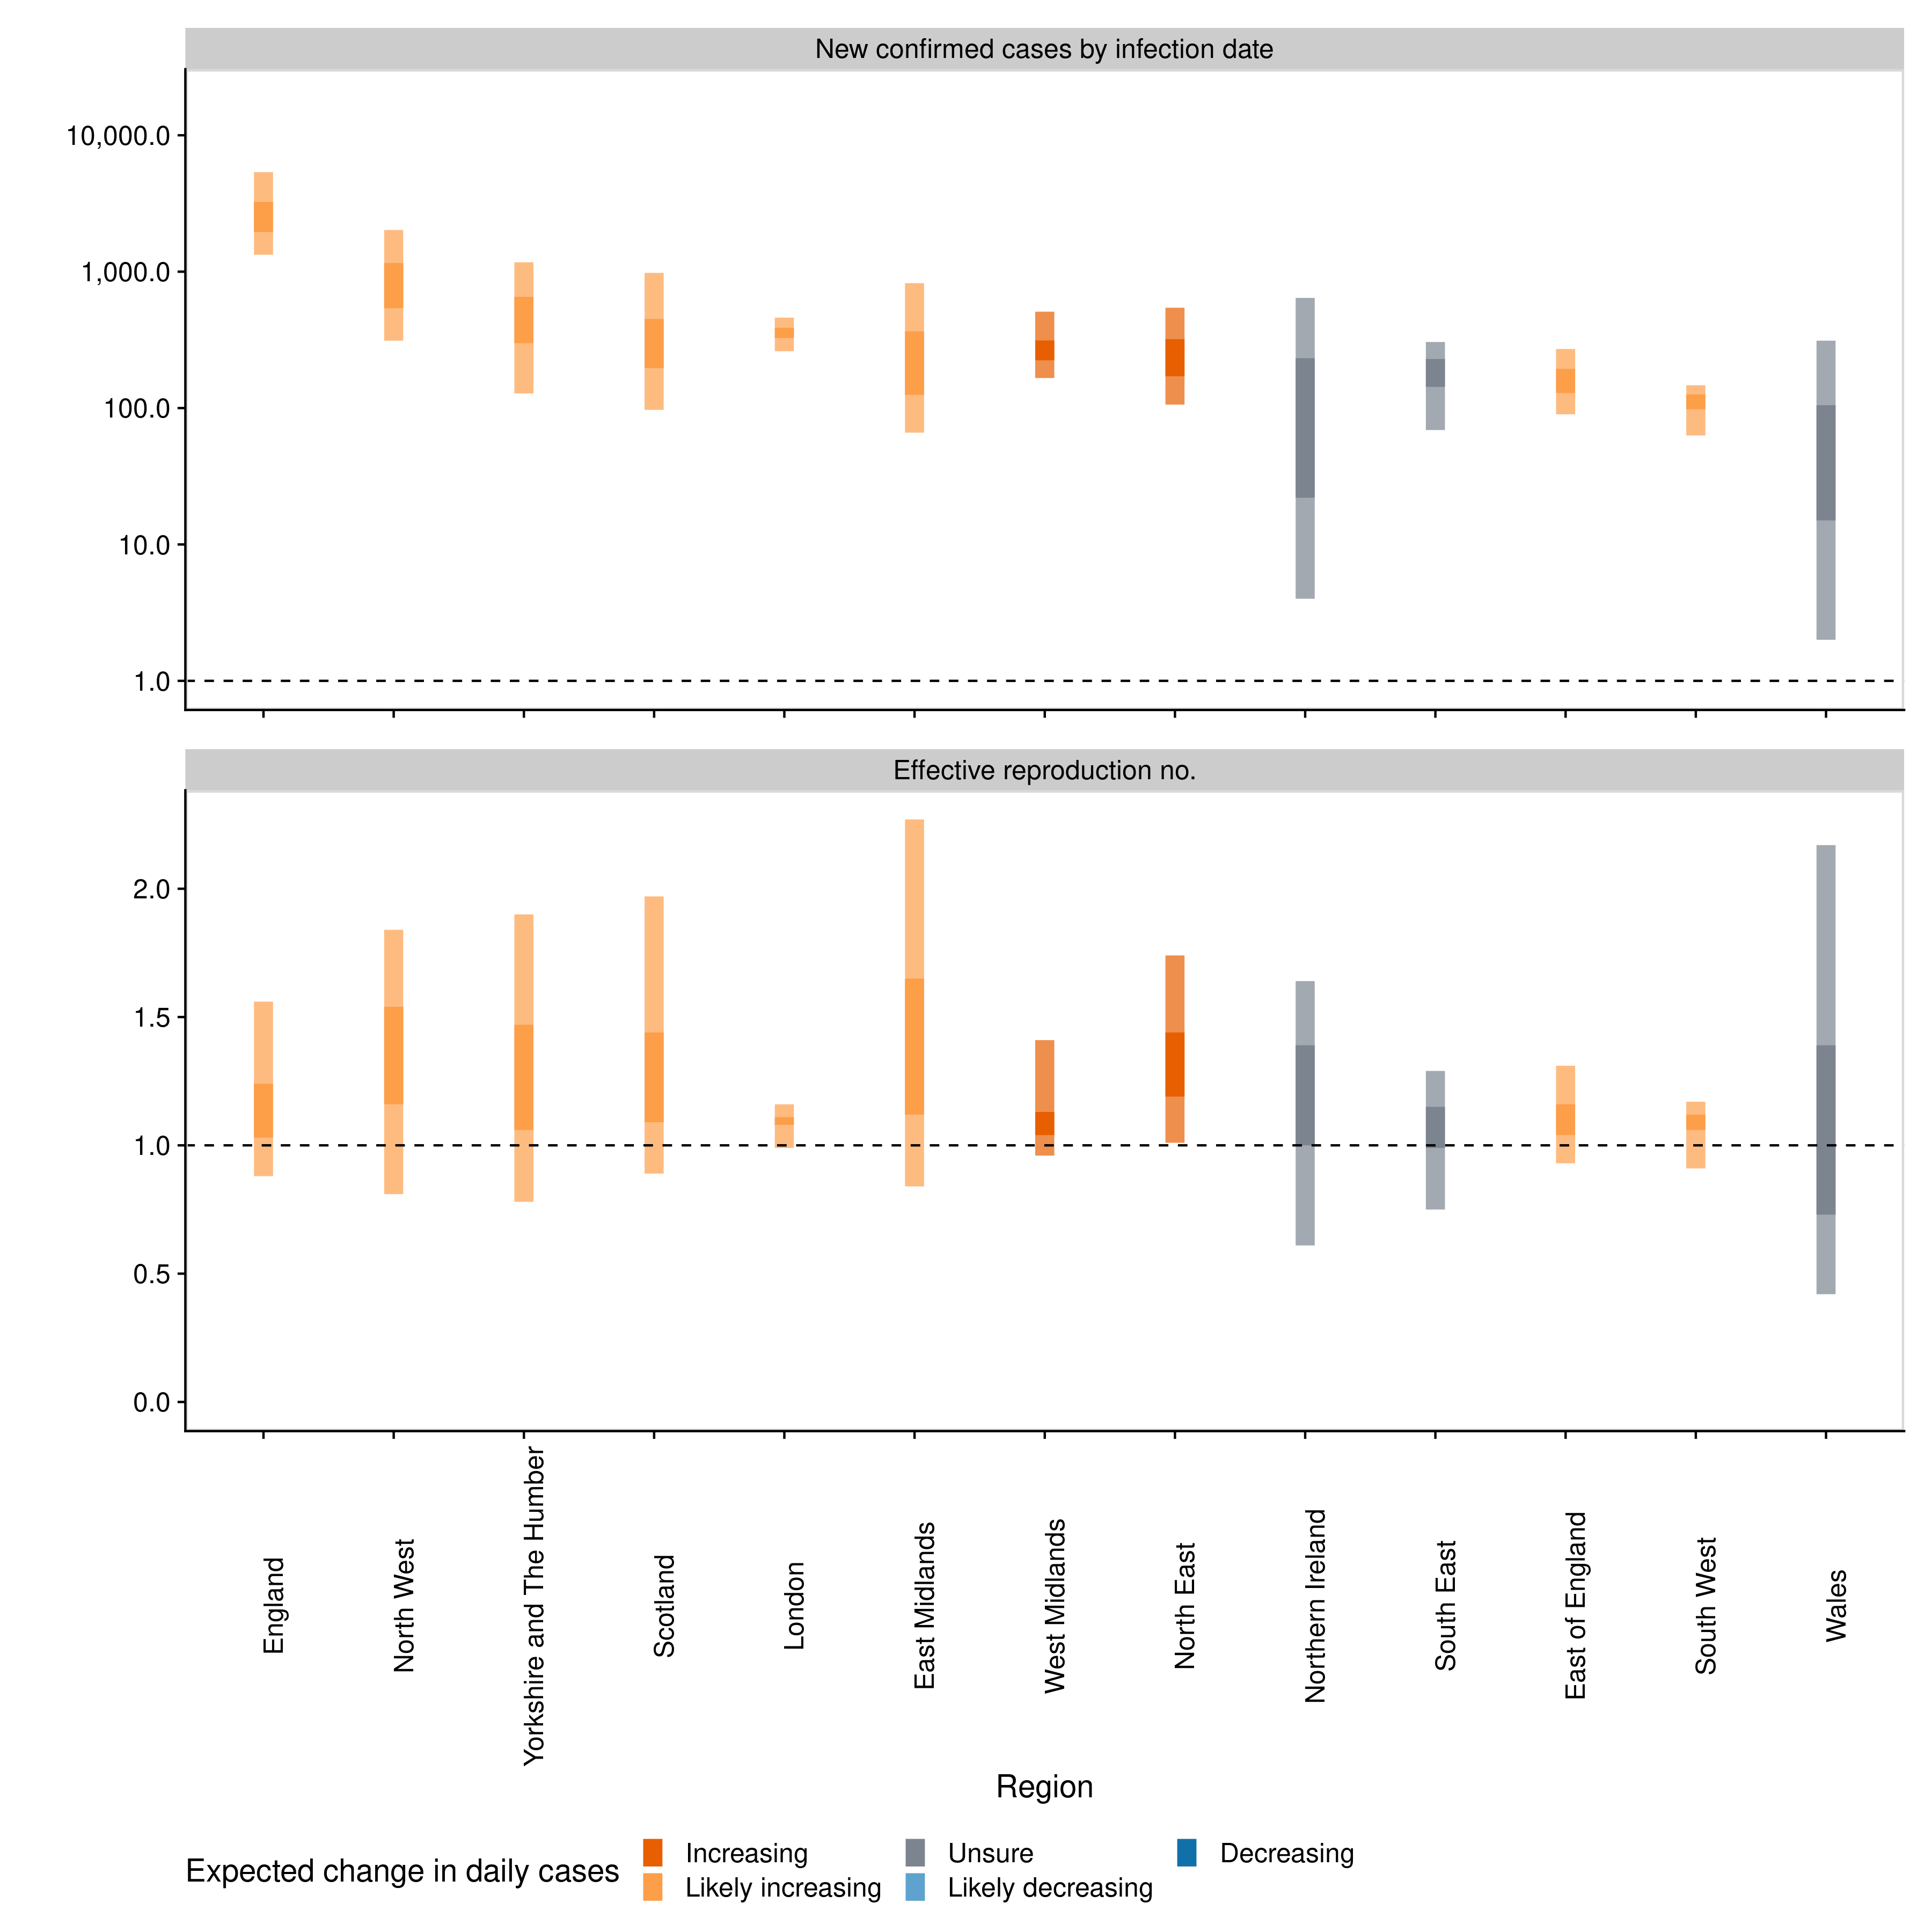 New confirmed cases by infection date
10,000.0
1,000.0
100.0
10.0
1.0
Effective reproduction no.
2.0
1.5
1.0
0.5
0.0
England
North West
Yorkshire and The Humber
Scotland
London
East Midlands
West Midlands
North East
Northern Ireland
South East
East of England
South West
Wales
Region
Expected change in daily cases
Increasing
Likely increasing
Unsure
Likely decreasing
Decreasing